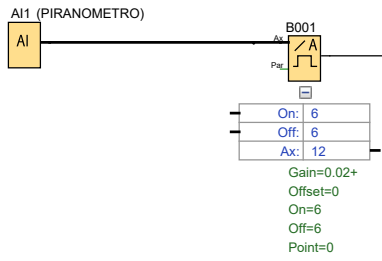 AI1 (PIRANOMETRO)
B001
AI
Ax
/ A
Par
On: 6
Off: 6
Ax: 12
Gain=0.02+
Offset=0
On=6
Off=6
Point=0